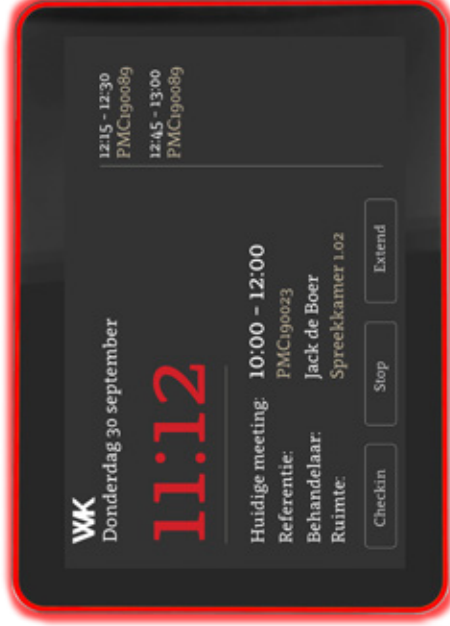 WK
Donderdag 30 september
11:12
Huidige meeting: 10:00 - 12:00
Referentie: PMC190023
Behandelaar: Jack de Boer
Ruimte: Spreekkamer 1.02
Checkin Stop Extend
12:15 - 12:30
PMC190089
12:45 - 13:00
PMC190089